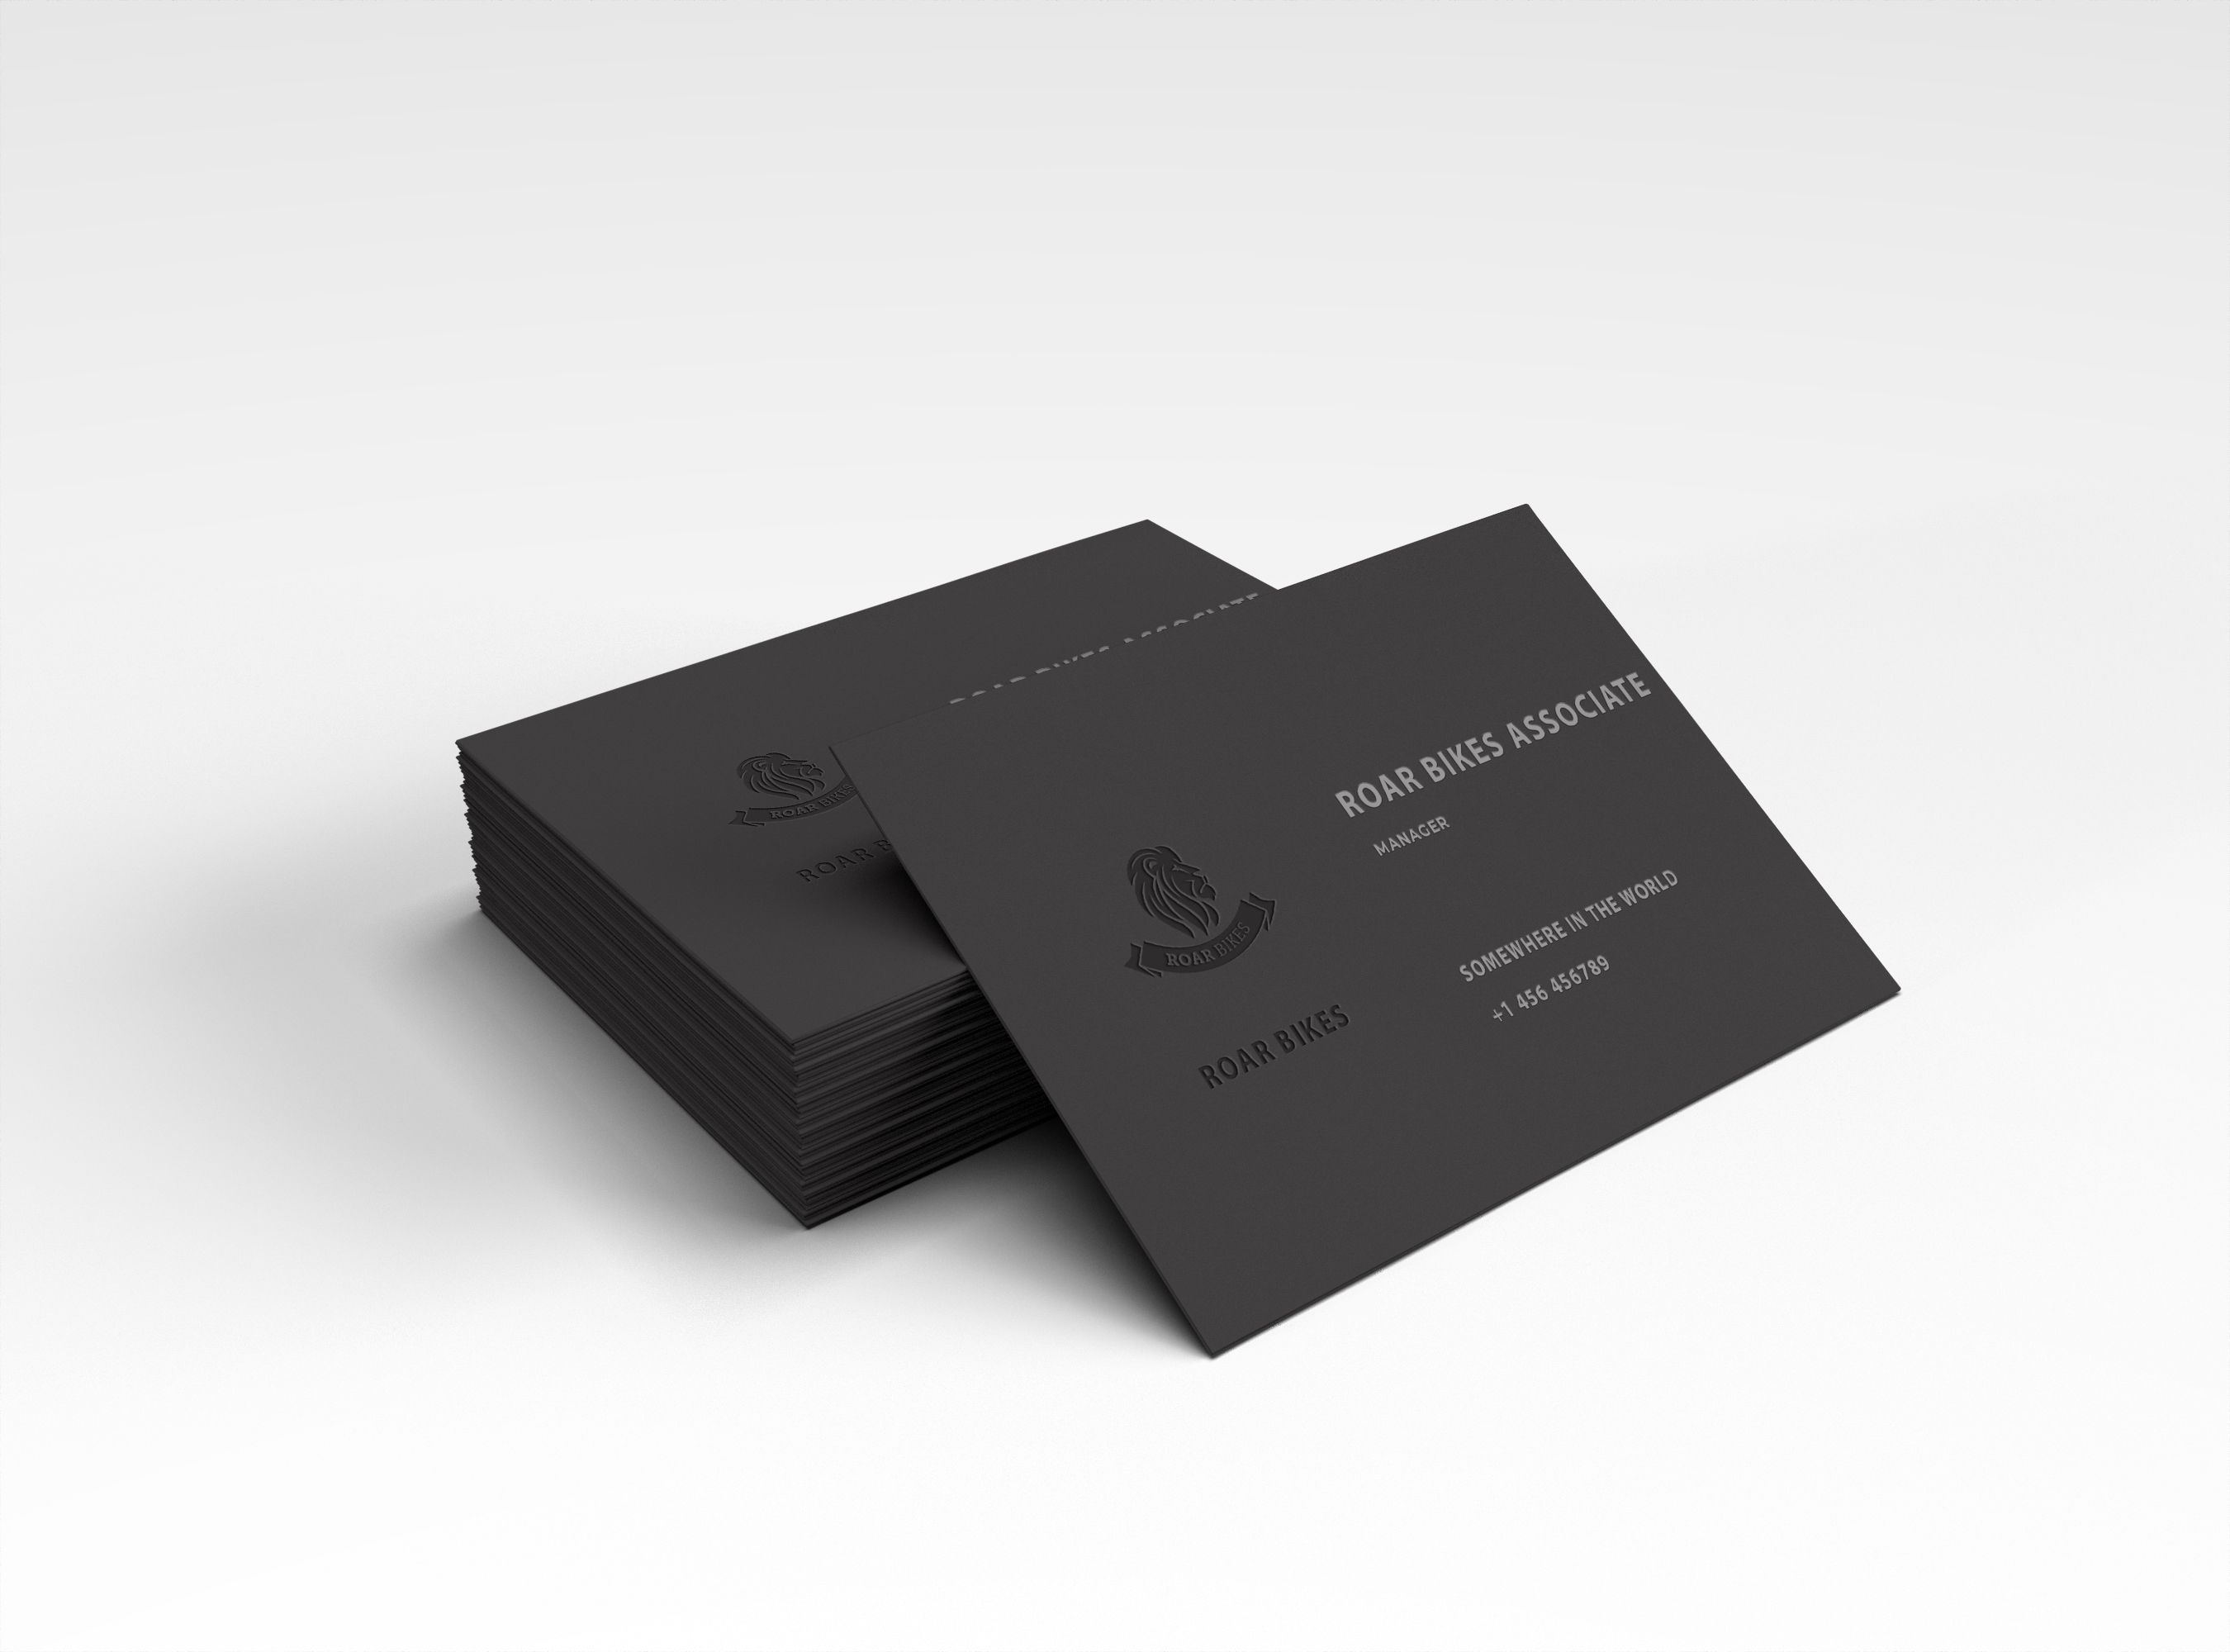 ROAR BIKES ASSOCIATE
ROAR BIKES
ROAR B
ROAR BIKES ASSOCIATE
MANAGER
SOMEWHERE IN THE WORLD
+1 456 456789
ROAR BIKES
ROAR BIKES